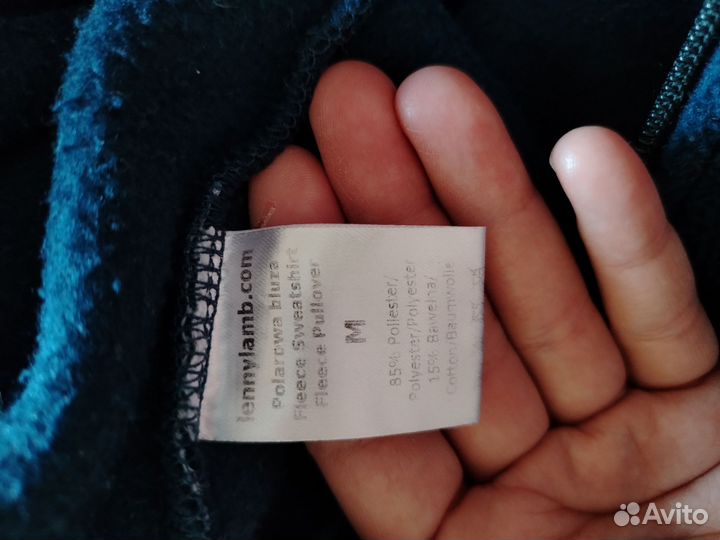 lennylamb.com
Polarowa bluza
Fleece Sweatshirt
Fleece Pullover
M
85% Poliester/
Polyester/Polyester
15% Bawełna/
Cotton/Baumwolle
Avito